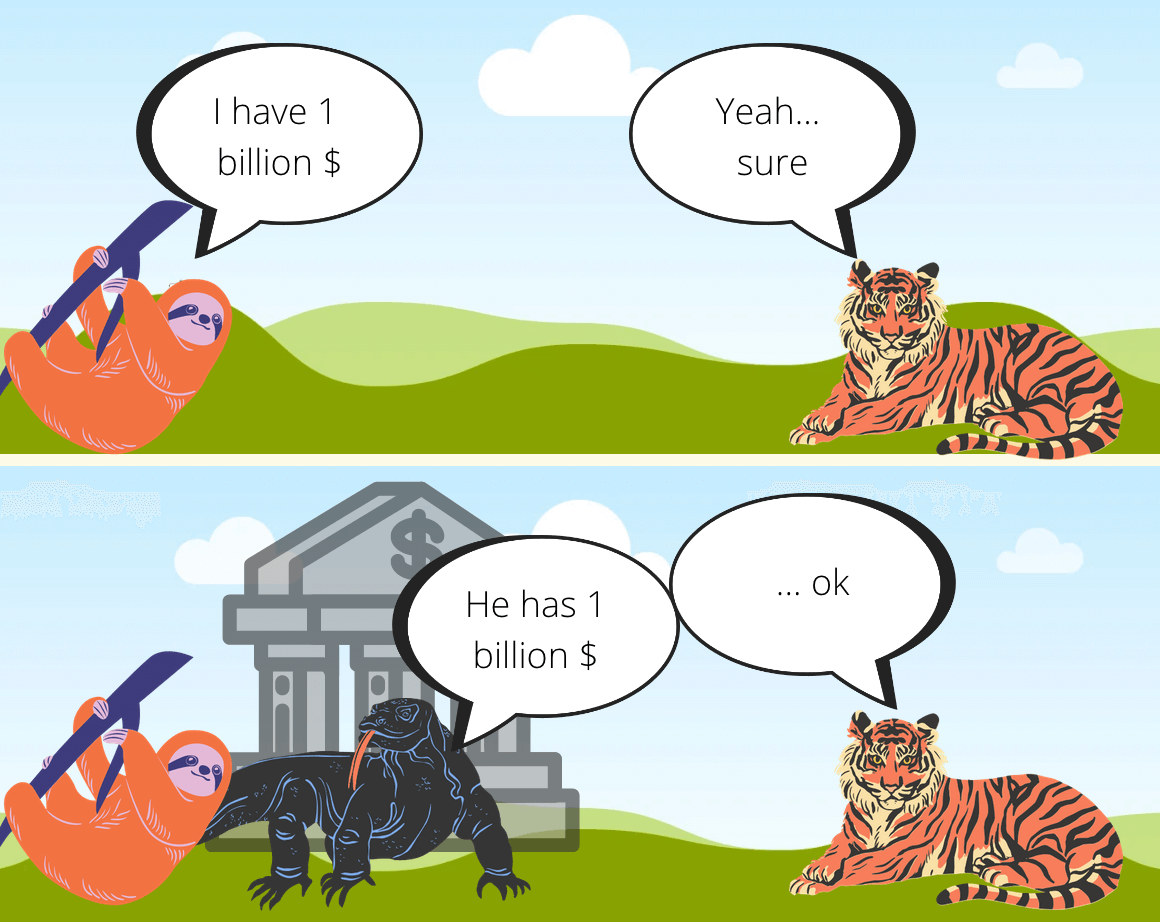 I have 1
billion $
Yeah...
sure
$
He has 1
billion $
... ok